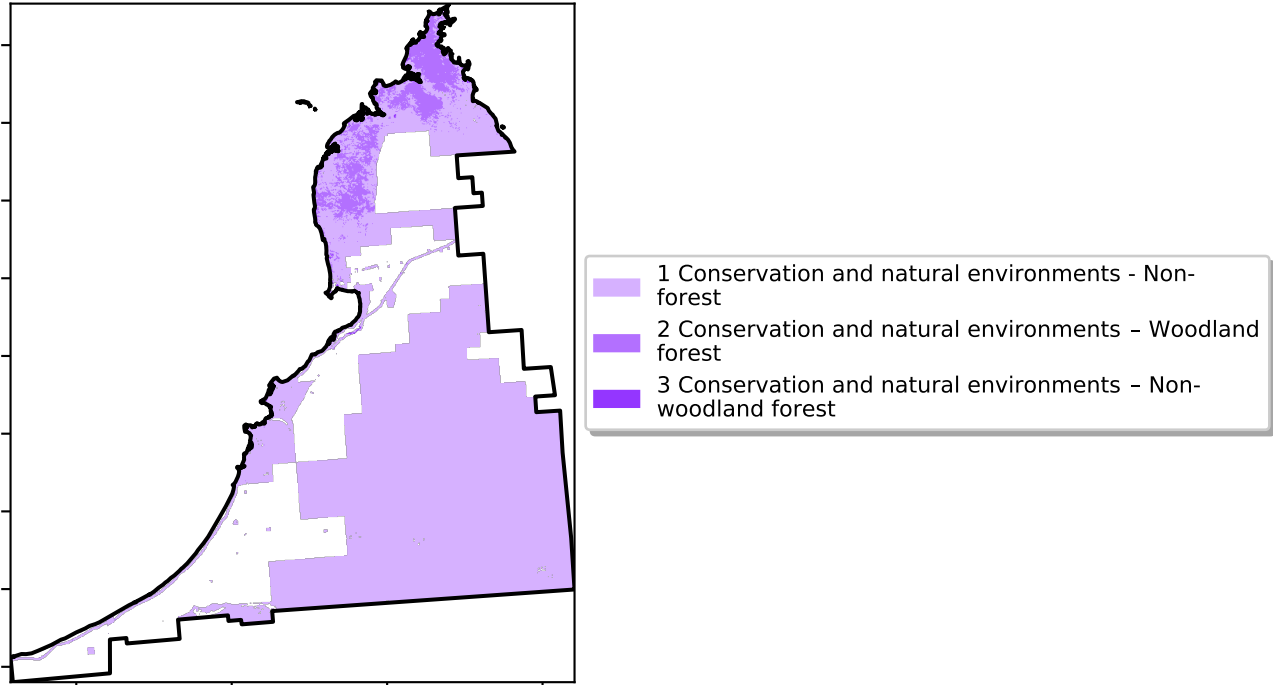 1 Conservation and natural environments - Non-
forest
2 Conservation and natural environments – Woodland
forest
3 Conservation and natural environments – Non-
woodland forest